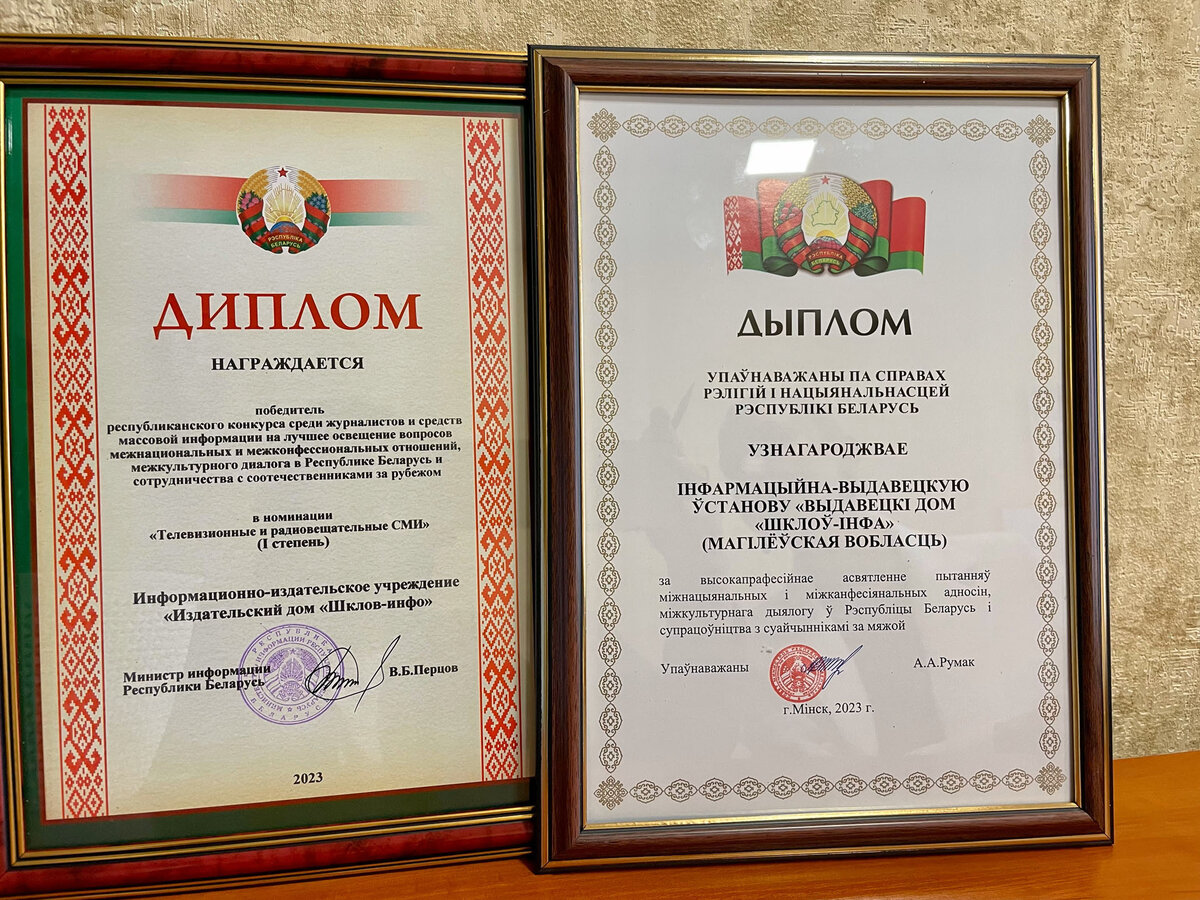 РЭСПУБЛІКА
БЕЛАРУСЬ
ДИПЛОМ
НАГРАЖДАЕТСЯ
победитель
республиканского конкурса среди журналистов и средств
массовой информации на лучшее освещение вопросов
межнациональных и межконфессиональных отношений,
межкультурного диалога в Республике Беларусь и
сотрудничества с соотечественниками за рубежом
в номинации
«Телевизионные и радиовещательные СМИ»
(I степень)
Информационно-издательское учреждение
«Издательский дом «Шклов-инфо»
Министр информации
Республики Беларусь
В.Б.Перцов
2023
РЭСПУБЛІКА
БЕЛАРУСЬ
ДЫПЛОМ
УПАЎНАВАЖАНЫ ПА СПРАВАХ
РЭЛІГІЙ І НАЦЫЯНАЛЬНАСЦЕЙ
РЭСПУБЛІКІ БЕЛАРУСЬ
УЗНАГАРОДЖВАЕ
ІНФАРМАЦЫЙНА-ВЫДАВЕЦКУЮ
ЎСТАНОВУ «ВЫДАВЕЦКІ ДОМ
«ШКЛОЎ-ІНФА»
(МАГІЛЁЎСКАЯ ВОБЛАСЦЬ)
за высокапрафесійнае асвятленне пытанняў
міжнацыянальных і міжканфесіянальных адносін,
міжкультурнага дыялогу ў Рэспубліцы Беларусь і
супрацоўніцтва з суайчыннікамі за мяжой
Упаўнаважаны
А.А.Румак
г.Мінск, 2023 г.